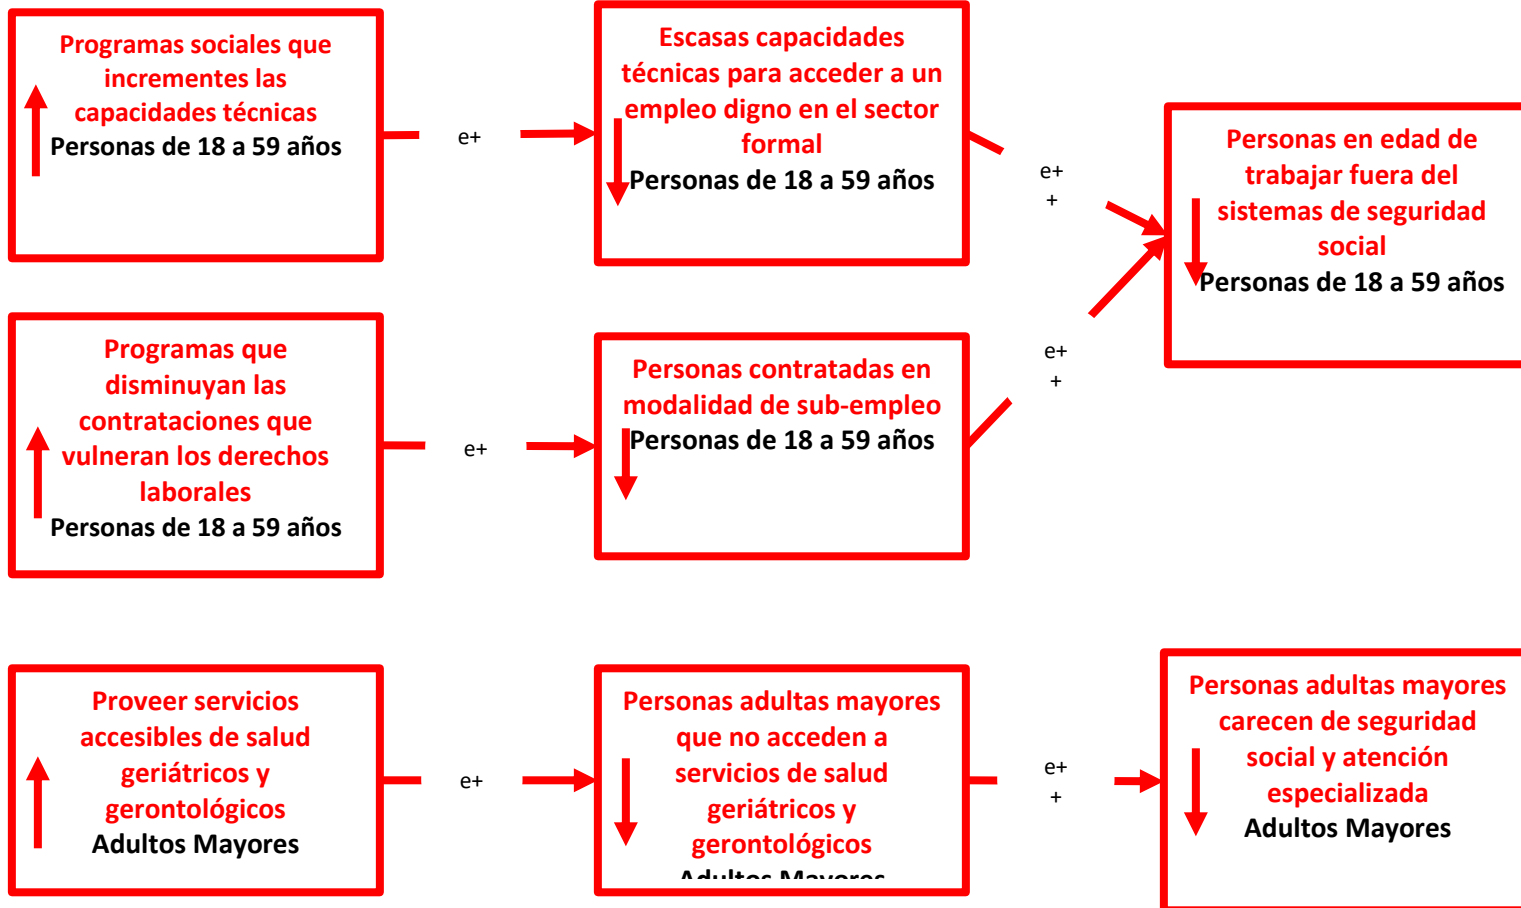 Programas sociales que
incrementes las
capacidades técnicas
Personas de 18 a 59 años
e+
Escasas capacidades
técnicas para acceder a un
empleo digno en el sector
formal
Personas de 18 a 59 años
e+
+
Personas en edad de
trabajar fuera del
sistemas de seguridad
social
Personas de 18 a 59 años
Programas que
disminuyan las
contrataciones que
vulneran los derechos
laborales
Personas de 18 a 59 años
e+
Personas contratadas en
modalidad de sub-empleo
Personas de 18 a 59 años
e+
+
Proveer servicios
accesibles de salud
geriátricos y
gerontológicos
Adultos Mayores
e+
Personas adultas mayores
que no acceden a
servicios de salud
geriátricos y
gerontológicos
Adultos Mayores
e+
+
Personas adultas mayores
carecen de seguridad
social y atención
especializada
Adultos Mayores